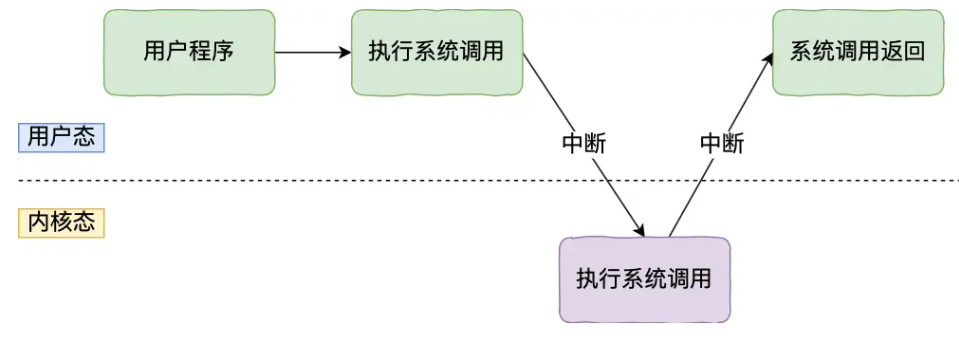 用户程序
执行系统调用
系统调用返回
用户态
中断
中断
内核态
执行系统调用